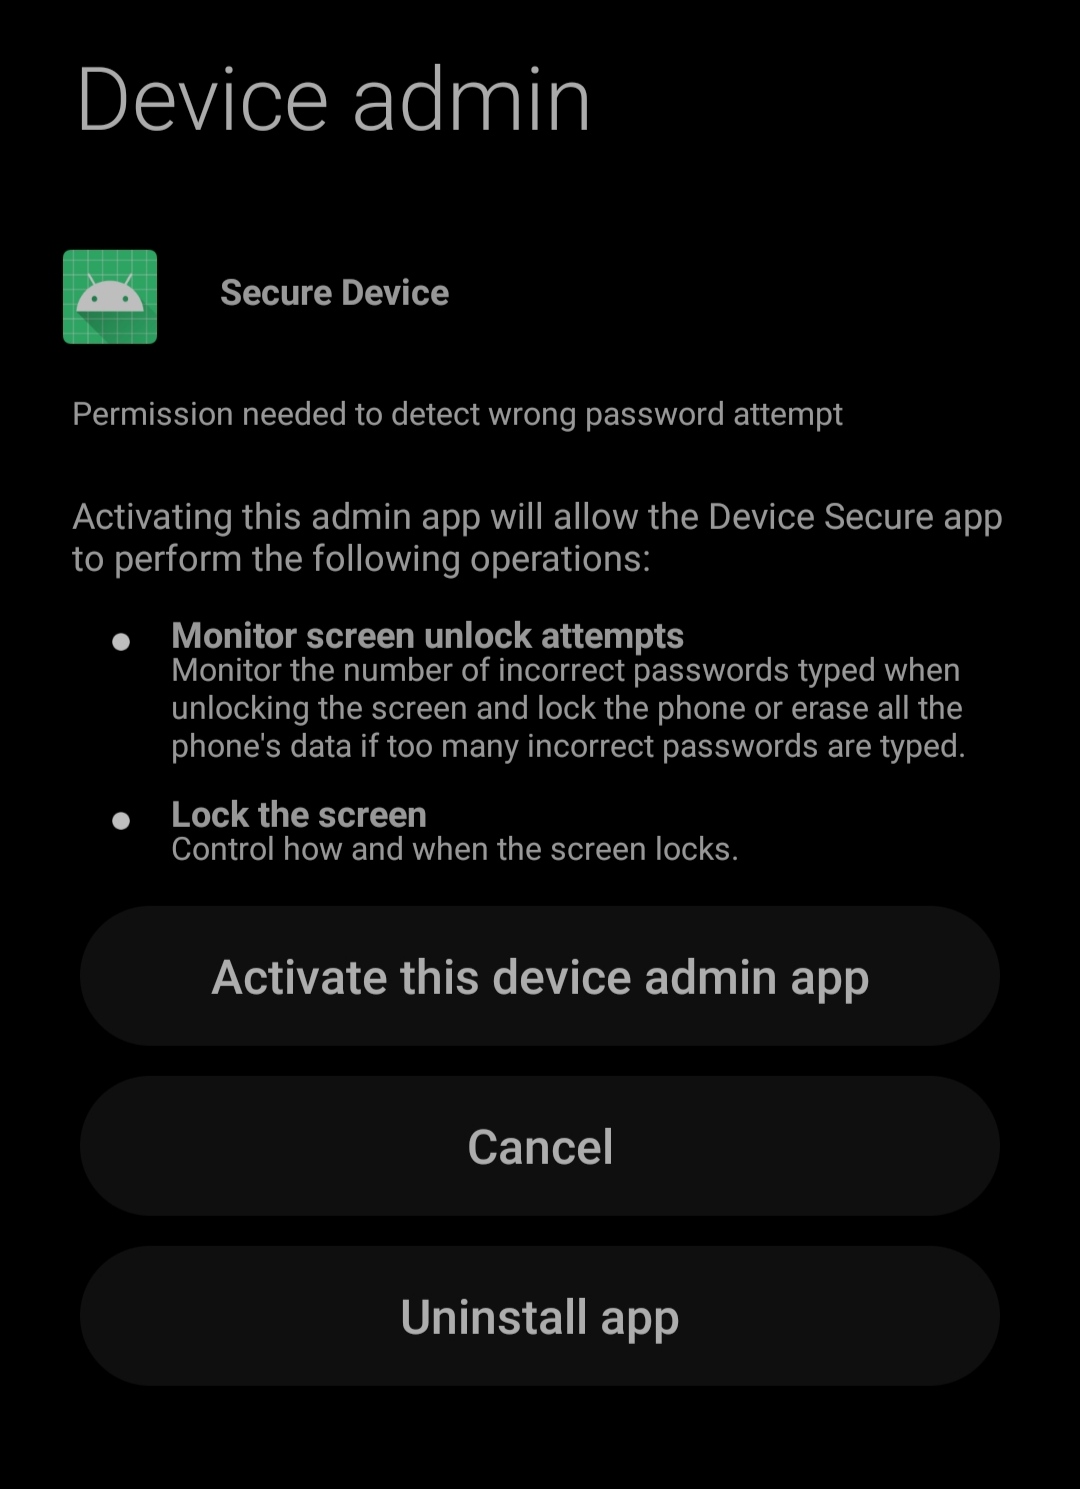 Device admin
Secure Device
Permission needed to detect wrong password attempt
Activating this admin app will allow the Device Secure app
to perform the following operations:
Monitor screen unlock attempts
Monitor the number of incorrect passwords typed when
unlocking the screen and lock the phone or erase all the
phone's data if too many incorrect passwords are typed.
Lock the screen
Control how and when the screen locks.
Activate this device admin app
Cancel
Uninstall app